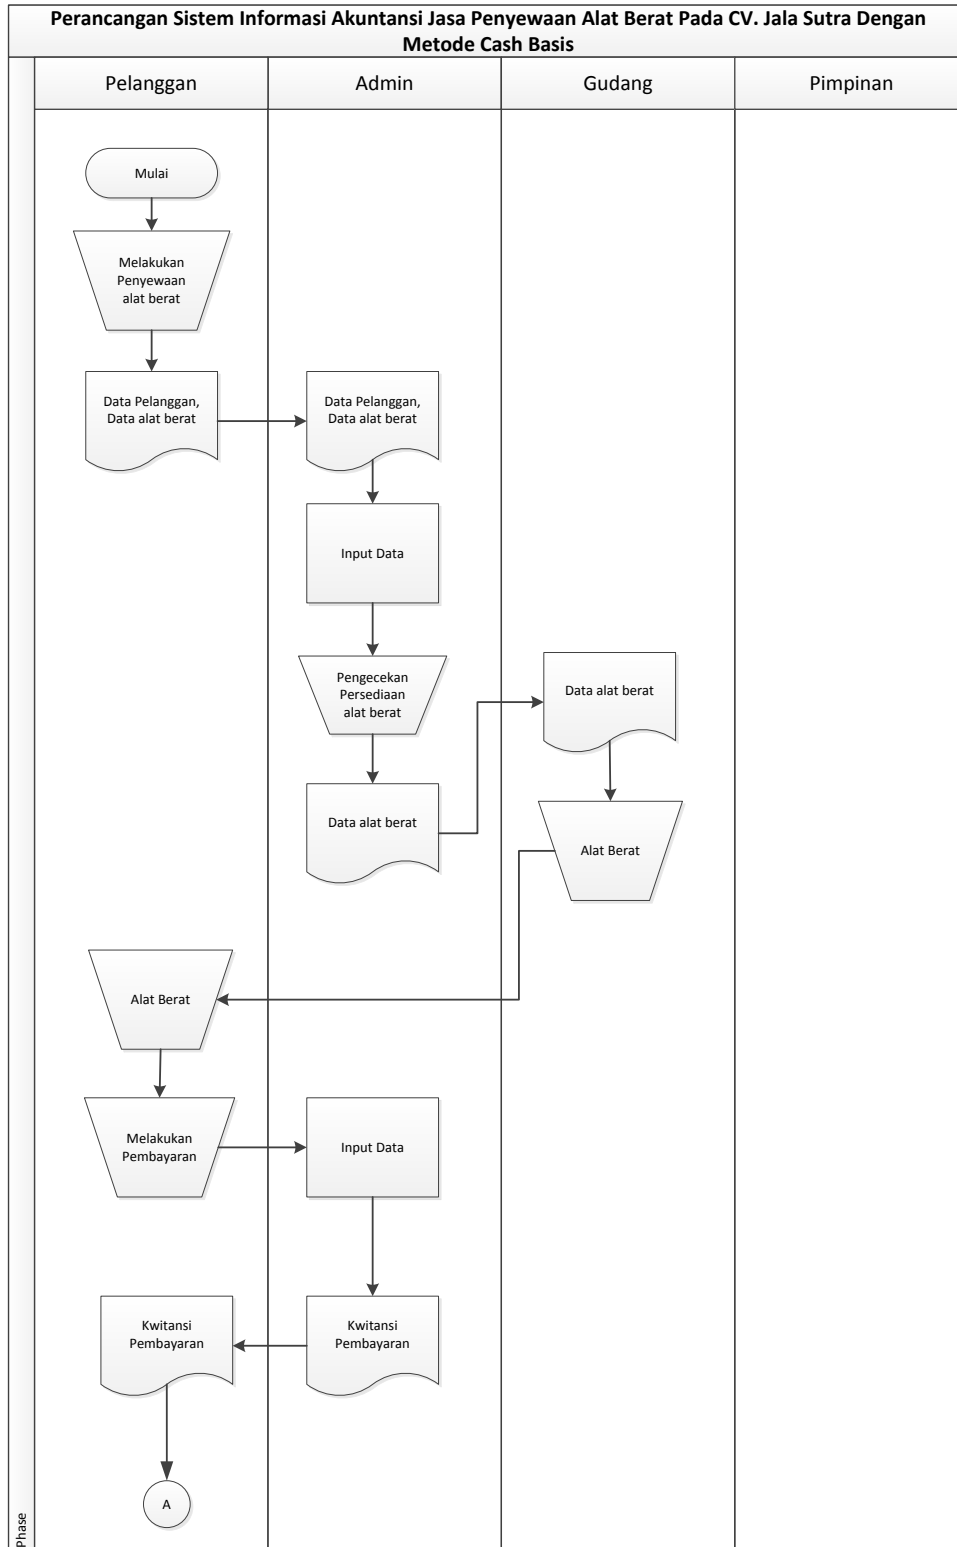 Perancangan Sistem Informasi Akuntansi Jasa Penyewaan Alat Berat Pada CV. Jala Sutra Dengan
Metode Cash Basis
Pelanggan
Admin
Gudang
Pimpinan
Mulai
Melakukan
Penyewaan
alat berat
Data Pelanggan,
Data alat berat
Data Pelanggan,
Data alat berat
Input Data
Pengecekan
Persediaan
alat berat
Data alat berat
Data alat berat
Alat Berat
Alat Berat
Melakukan
Pembayaran
Input Data
Kwitansi
Pembayaran
Kwitansi
Pembayaran
A
Phase